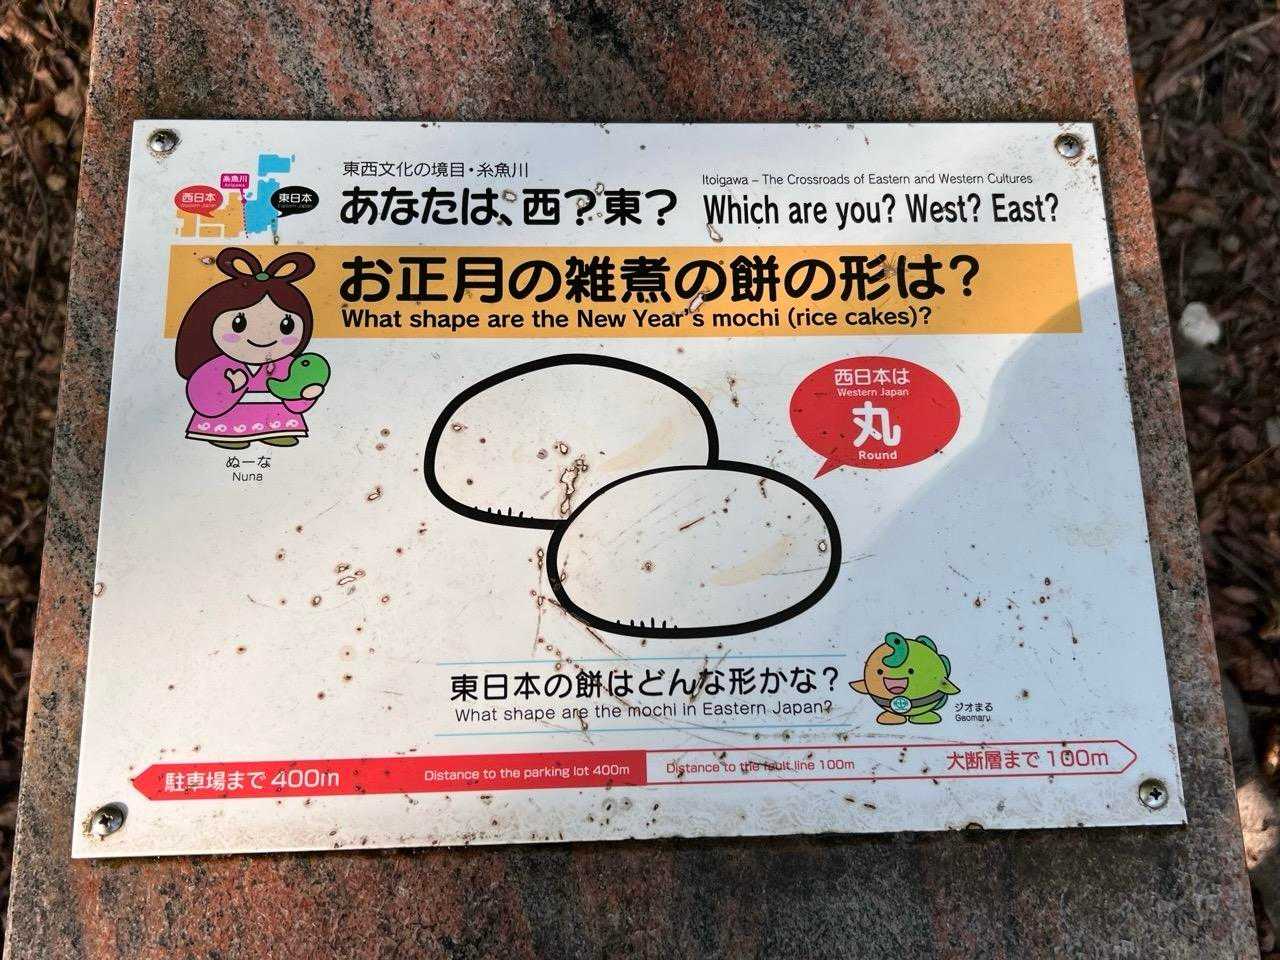 東西文化の境目・糸魚川
Itoigawa – The Crossroads of Eastern and Western Cultures
あなたは、西?東?
Which are you? West? East?
西日本
Western Japan
糸魚川
東日本
Eastern Japan
お正月の雑煮の餅の形は?
What shape are the New Year's mochi (rice cakes)?
ぬーな
Nuna
西日本は
Western Japan
丸
Round
東日本の餅はどんな形かな?
What shape are the mochi in Eastern Japan?
ジオまる
Geomaru
駐車場まで 400m
Distance to the parking lot 400m
Distance to the fault line 100m
大断層まで 100m